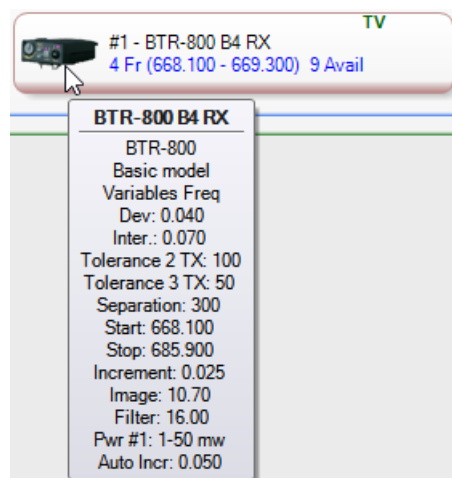 TV
#1 - BTR-800 B4 RX
4 Fr (668.100 - 669.300) 9 Avail
BTR-800 B4 RX
BTR-800
Basic model
Variables Freq
Dev: 0.040
Inter.: 0.070
Tolerance 2 TX: 100
Tolerance 3 TX: 50
Separation: 300
Start: 668.100
Stop: 685.900
Increment: 0.025
Image: 10.70
Filter: 16.00
Pwr #1: 1-50 mw
Auto Incr: 0.050